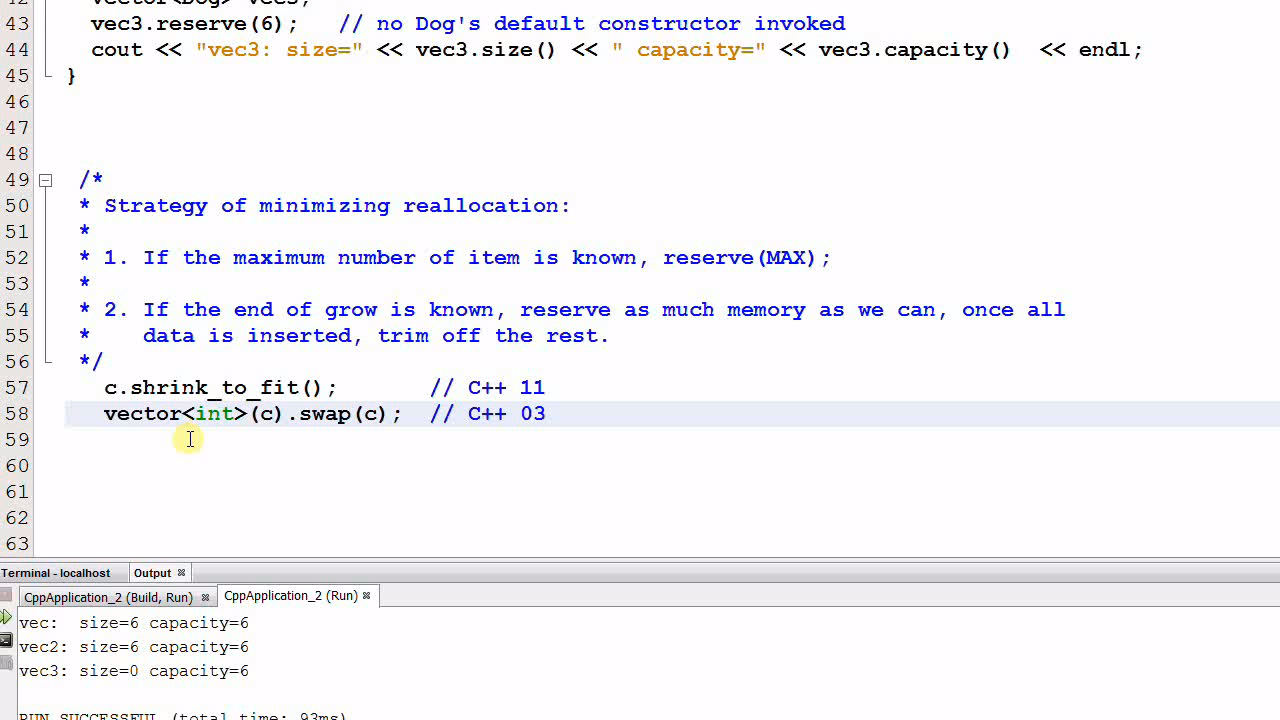 43 vec3.reserve(6);   // no Dog's default constructor invoked
44 cout << "vec3: size=" << vec3.size() << " capacity=" << vec3.capacity()  << endl;
45 }
46
47
48
49 /*
50 * Strategy of minimizing reallocation:
51 *
52 * 1. If the maximum number of item is known, reserve(MAX);
53 *
54 * 2. If the end of grow is known, reserve as much memory as we can, once all
55 *    data is inserted, trim off the rest.
56 */
57 c.shrink_to_fit();       // C++ 11
58 vector<int>(c).swap(c);  // C++ 03
59
60
61
62
63
Terminal - localhost Output
CppApplication_2 (Build, Run) CppApplication_2 (Run)
vec:  size=6 capacity=6
vec2: size=6 capacity=6
vec3: size=0 capacity=6
RUN SUCCESSFUL (total time: 93ms)